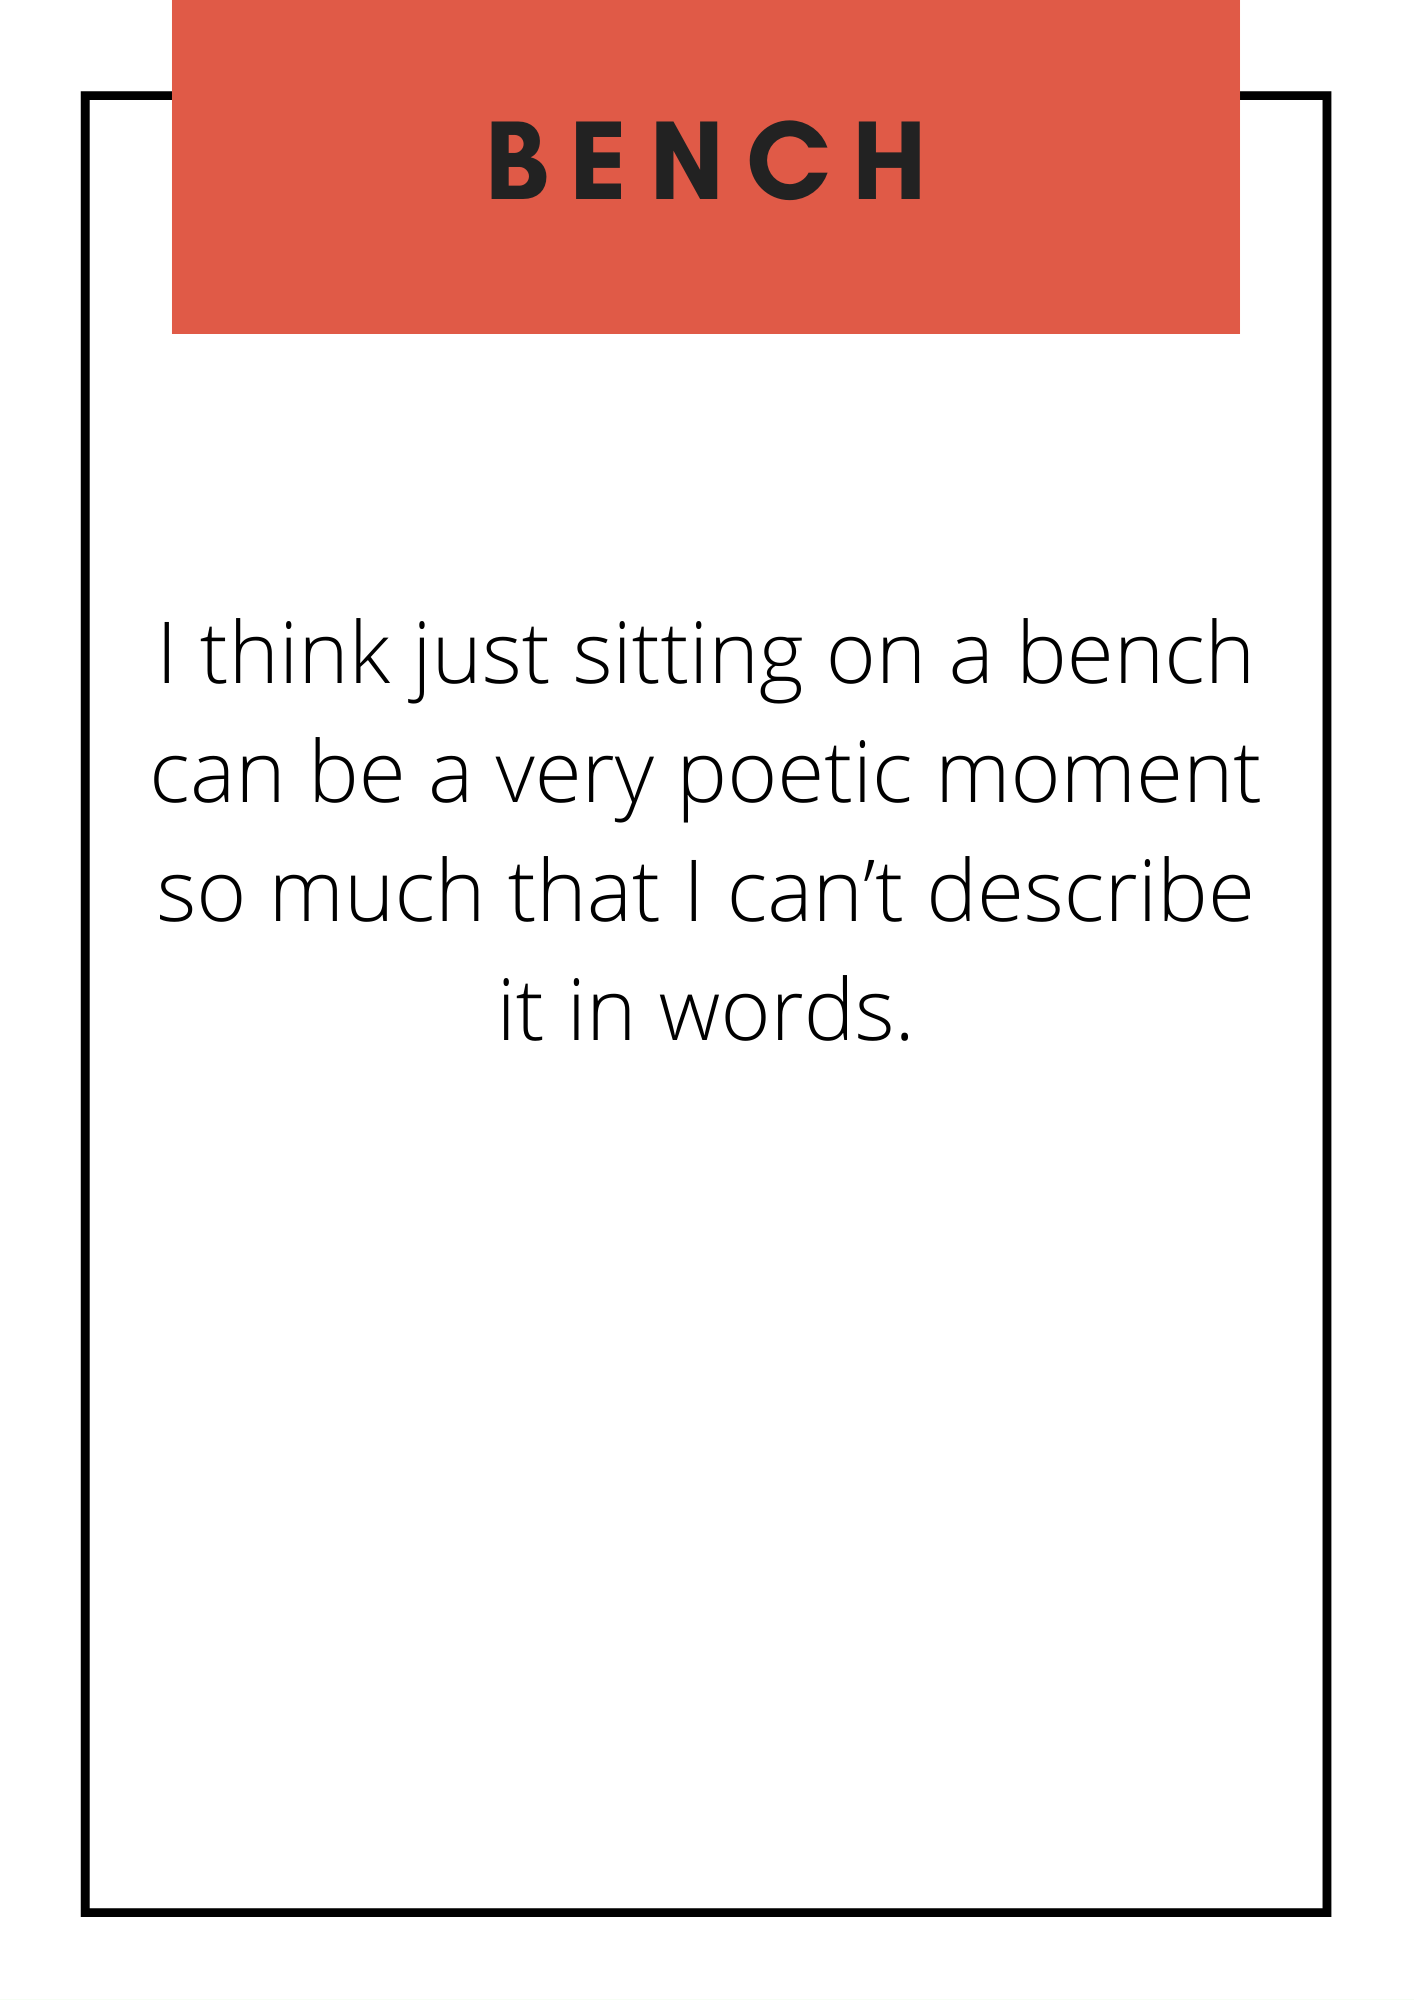 BENCH
I think just sitting on a bench
can be a very poetic moment
so much that I can’t describe
it in words.